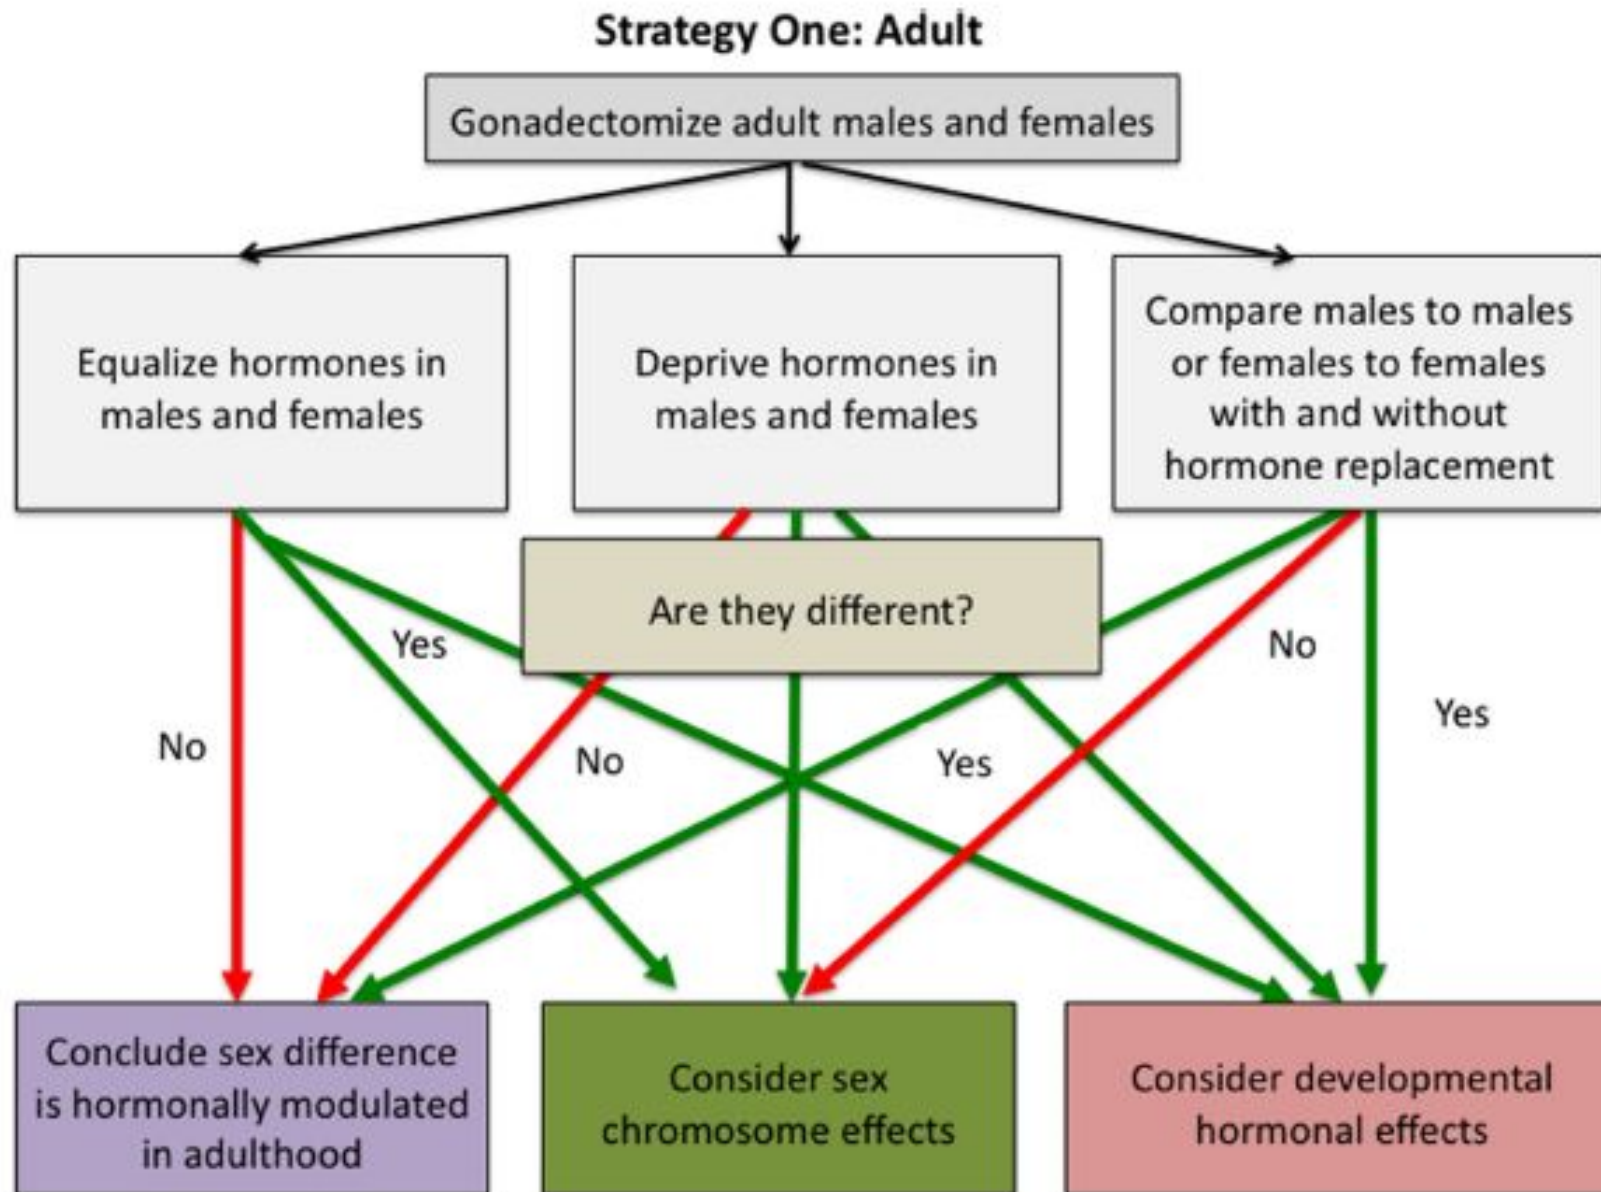 Strategy One: Adult
Gonadectomize adult males and females
Equalize hormones in
males and females
Deprive hormones in
males and females
Compare males to males
or females to females
with and without
hormone replacement
Are they different?
Yes
No
No
Yes
No
Yes
Conclude sex difference
is hormonally modulated
in adulthood
Consider sex
chromosome effects
Consider developmental
hormonal effects